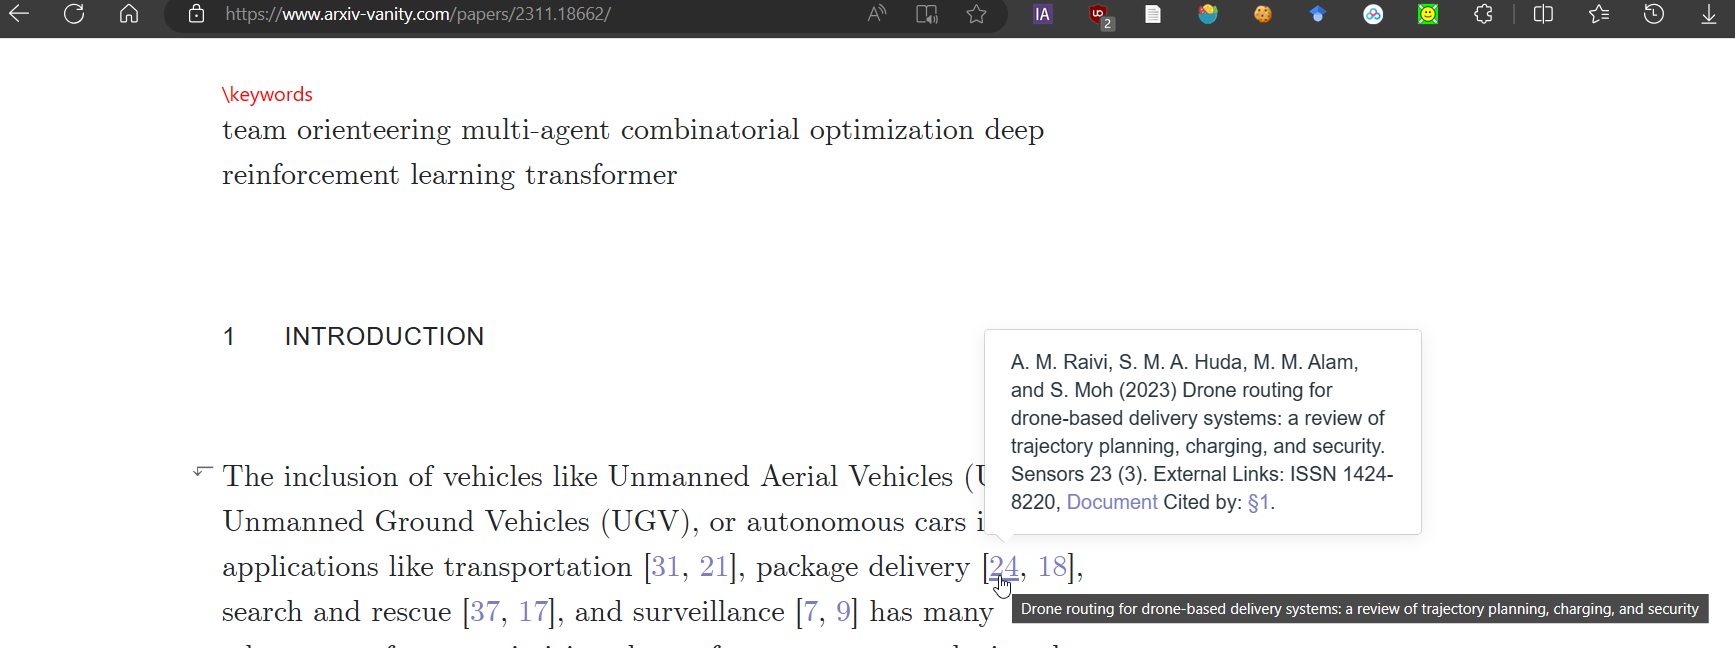 https://www.arxiv-vanity.com/papers/2311.18662/
A
IA
UD
2
\keywords
team orienteering multi-agent combinatorial optimization deep
reinforcement learning transformer
1 INTRODUCTION
A. M. Raivi, S. M. A. Huda, M. M. Alam,
and S. Moh (2023) Drone routing for
drone-based delivery systems: a review of
trajectory planning, charging, and security.
Sensors 23 (3). External Links: ISSN 1424-
8220, Document Cited by: §1.
The inclusion of vehicles like Unmanned Aerial Vehicles (U
Unmanned Ground Vehicles (UGV), or autonomous cars i
applications like transportation [31, 21], package delivery [24, 18],
search and rescue [37, 17], and surveillance [7, 9] has many
Drone routing for drone-based delivery systems: a review of trajectory planning, charging, and security